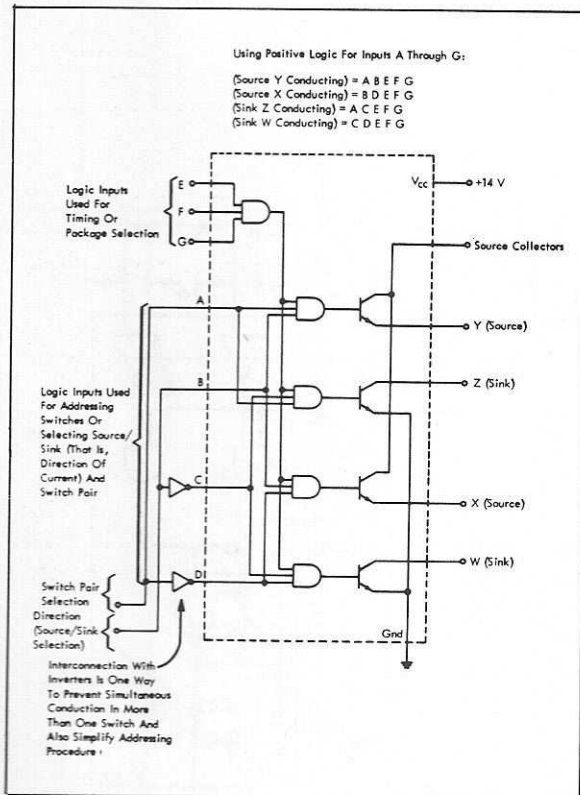 Using Positive Logic For Inputs A Through G:
(Source Y Conducting) = A B E F G
(Source X Conducting) = B D E F G
(Sink Z Conducting) = A C E F G
(Sink W Conducting) = C D E F G
Vcc
+14 V
Logic Inputs
Used For
Timing Or
Package Selection
E
F
G
Source Collectors
A
Y (Source)
Z (Sink)
B
Logic Inputs Used
For Addressing
Switches Or
Selecting Source/
Sink (That Is,
Direction Of
Current) And
Switch Pair
C
X (Source)
W (Sink)
D
Switch Pair
Selection
Direction
(Source/Sink
Selection)
Gnd
Interconnection With
Inverters Is One Way
To Prevent Simultaneous
Conduction In More
Than One Switch And
Also Simplify Addressing
Procedure